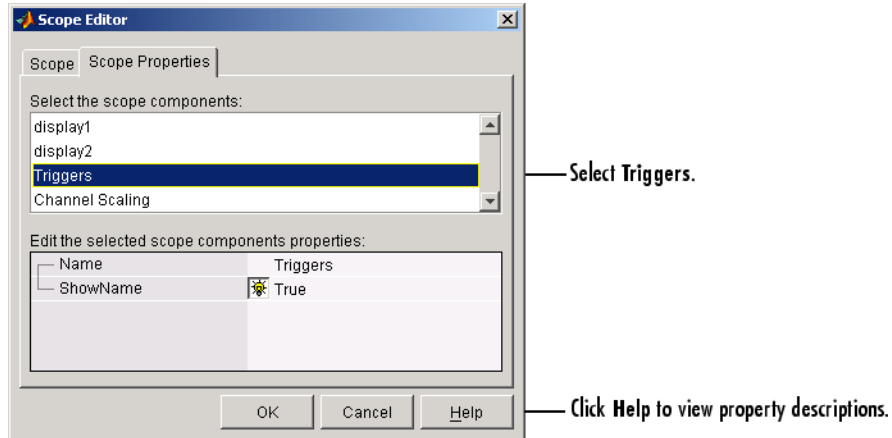 Scope Editor
Scope Scope Properties
Select the scope components:
display1
display2
Triggers
Select Triggers.
Channel Scaling
Edit the selected scope components properties:
Name Triggers
ShowName True
OK Cancel Help
Click Help to view property descriptions.